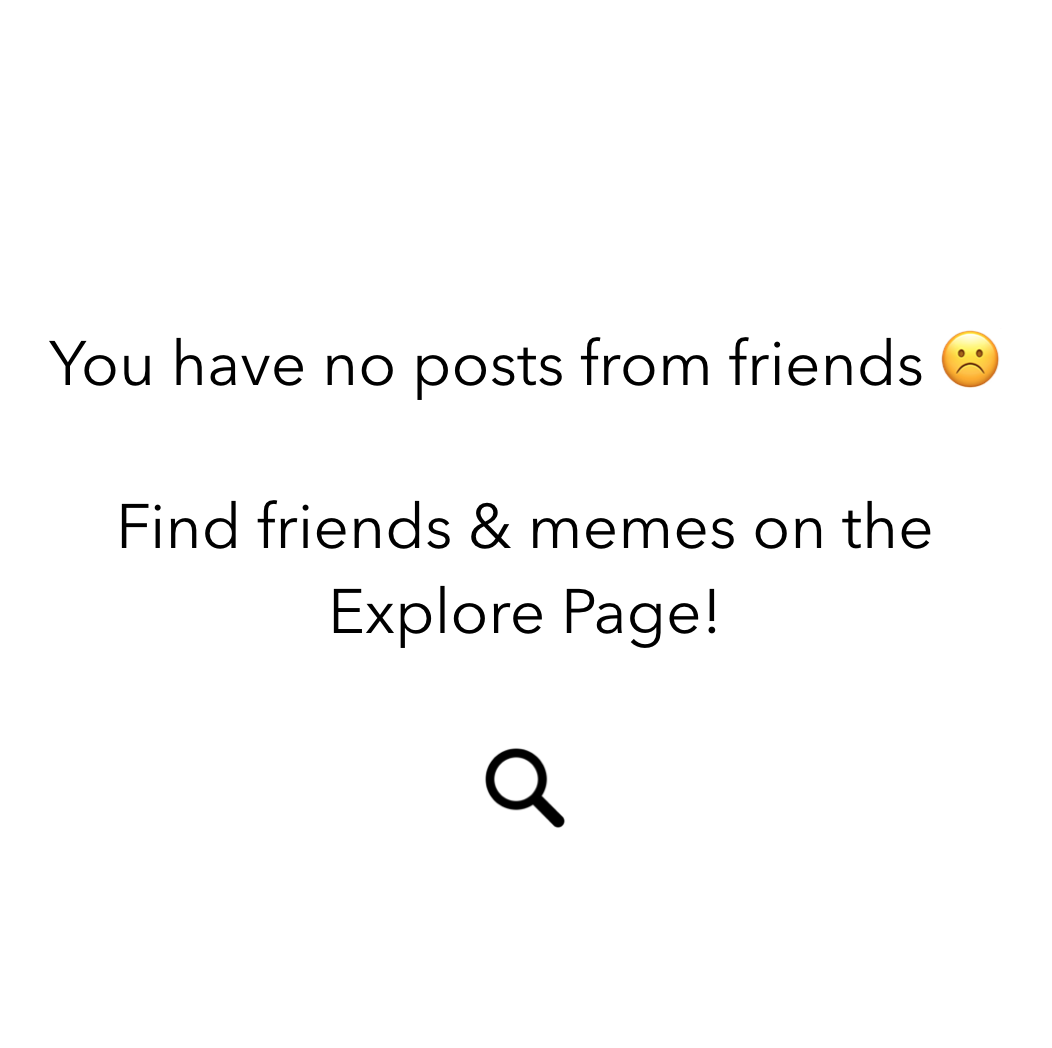 You have no posts from friends ☹️
Find friends & memes on the
Explore Page!